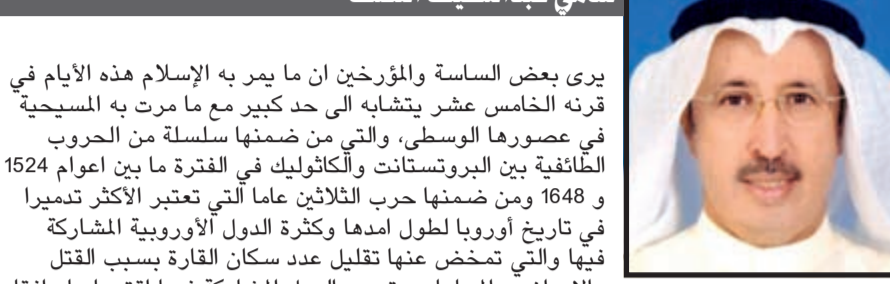 يرى بعض الساسة والمؤرخين ان ما يمر به الإسلام هذه الأيام في
قرنه الخامس عشر يتشابه الى حد كبير مع ما مرت به المسيحية
في عصورها الوسطى، والتي من ضمنها سلسلة من الحروب
الطائفية بين البروتستانت والكاثوليك في الفترة ما بين اعوام 1524
و 1648 ومن ضمنها حرب الثلاثين عاما التي تعتبر الأكثر تدميرا
في تاريخ أوروبا لطول امدها وكثرة الدول الأوروبية المشاركة
فيها والتي تمخض عنها تقليل عدد سكان القارة بسبب القتل